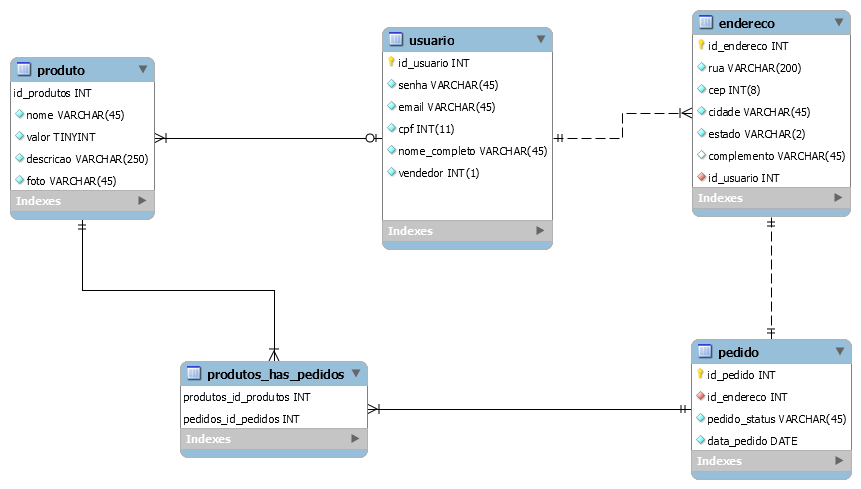 produto
id_produtos INT
nome VARCHAR(45)
valor TINYINT
descricao VARCHAR(250)
foto VARCHAR(45)
Indexes
usuario
id_usuario INT
senha VARCHAR(45)
email VARCHAR(45)
cpf INT(11)
nome_completo VARCHAR(45)
vendedor INT(1)
Indexes
endereco
id_endereco INT
rua VARCHAR(200)
cep INT(8)
cidade VARCHAR(45)
estado VARCHAR(2)
complemento VARCHAR(45)
id_usuario INT
Indexes
produtos_has_pedidos
produtos_id_produtos INT
pedidos_id_pedidos INT
Indexes
pedido
id_pedido INT
id_endereco INT
pedido_status VARCHAR(45)
data_pedido DATE
Indexes